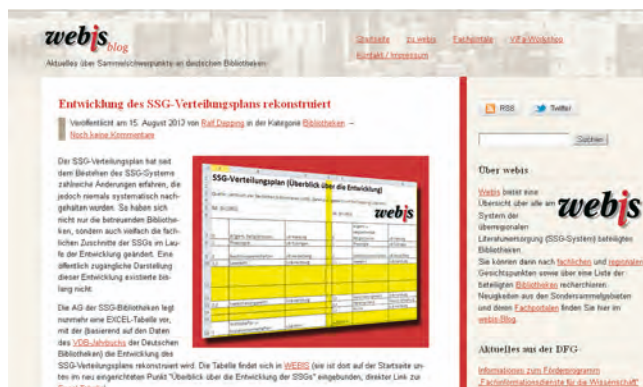 webis blog
Aktuelles über Sammelschwerpunkte an deutschen Bibliotheken
Startseite zu webis Fachportale ViFa-Workshop
Kontakt / Impressum
Entwicklung des SSG-Verteilungsplans rekonstruiert
Veröffentlicht am 15. August 2012 von Ralf Depping in der Kategorie Bibliotheken –
Noch keine Kommentare
Der SSG-Verteilungsplan hat seit
dem Bestehen des SSG-Systems
zahlreiche Änderungen erfahren, die
jedoch niemals systematisch nach-
gehalten wurden. So haben sich
nicht nur die betreuenden Bibliothe-
ken, sondern auch vielfach die fach-
lichen Zuschnitte der SSGs im Lau-
fe der Entwicklung geändert. Eine
öffentlich zugängliche Darstellung
dieser Entwicklung existierte bis-
lang nicht.
SSG-Verteilungsplan (Überblick über die Entwicklung)
webis
Die AG der SSG-Bibliotheken legt
nunmehr eine EXCEL-Tabelle vor,
mit der (basierend auf den Daten
des VDB-Jahrbuchs der Deutschen
Bibliotheken) die Entwicklung des
SSG-Verteilungsplans rekonstruiert wird. Die Tabelle findet sich in WEBIS (sie ist dort auf der Startseite un-
ten im neu eingerichteten Punkt "Überblick über die Entwicklung der SSGs" eingebunden, direkter Link zur
RSS Twitter
Suchen
Über webis
webis
Webis bietet eine
Übersicht über alle am
System der
überregionalen
Literaturversorgung (SSG-System) beteiligten
Bibliotheken.
Sie können dann nach fachlichen und regionalen
Gesichtspunkten sowie über eine Liste der
beteiligten Bibliotheken recherchieren.
Neuigkeiten aus den Sondersammelgebieten
und deren Fachportalen finden Sie hier im
webis-Blog.
Aktuelles aus der DFG
Informationen zum Förderprogramm
„Fachinformationsdienste für die Wissenschaft“